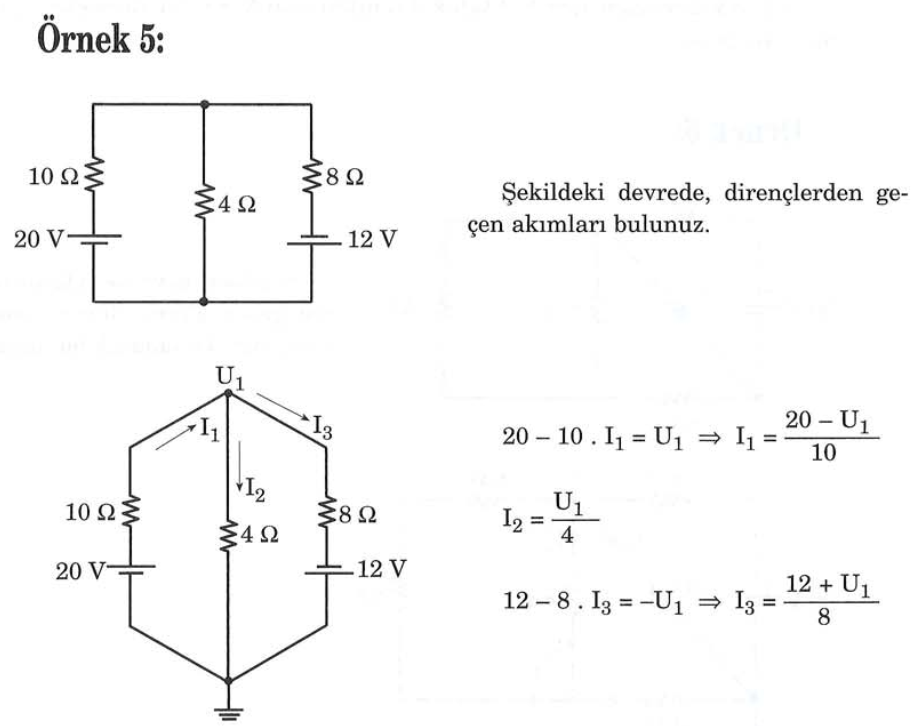 Örnek 5:
10 Ω
4 Ω
8 Ω
20 V
12 V
Şekildeki devrede, dirençlerden ge-
çen akımları bulunuz.
U₁
I₁
I₃
I₂
10 Ω
4 Ω
8 Ω
20 V
12 V
20 – 10 . I₁ = U₁ ⇒ I₁ = (20 – U₁)/10
I₂ = U₁/4
12 – 8 . I₃ = –U₁ ⇒ I₃ = (12 + U₁)/8